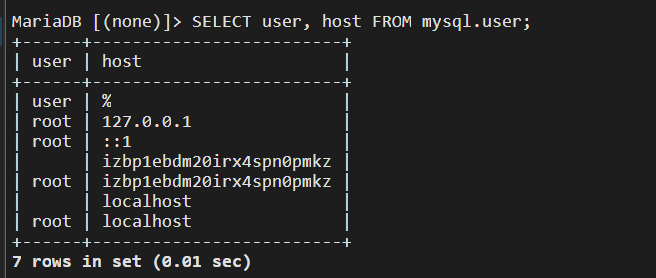 MariaDB [(none)]> SELECT user, host FROM mysql.user;
+------+-------------------------+
| user | host                    |
+------+-------------------------+
| user | %                       |
| root | 127.0.0.1               |
| root | ::1                     |
|      | izbp1ebdm20irx4spn0pmkz |
| root | izbp1ebdm20irx4spn0pmkz |
|      | localhost               |
| root | localhost               |
+------+-------------------------+
7 rows in set (0.01 sec)